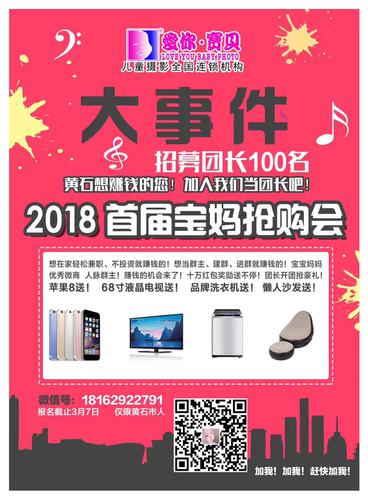 愛你·寶贝
LOVE YOU BABY PHOTO
儿童摄影全国连锁机构
大事件
招募团长100名
黄石想赚钱的您！加入我们当团长吧！
2018 首届宝妈抢购会
想在家轻松兼职、不投资就赚钱的！想当群主、建群、进群就赚钱的！宝宝妈妈
优秀微商 人脉群主！赚钱的机会来了！十万红包奖励送不停！团长开团抢豪礼！
苹果8送！ 68寸液晶电视送！ 品牌洗衣机送！ 懒人沙发送！
微信号：18162922791
报名截止3月7日 仅限黄石市人
加我！加我！赶快加我！